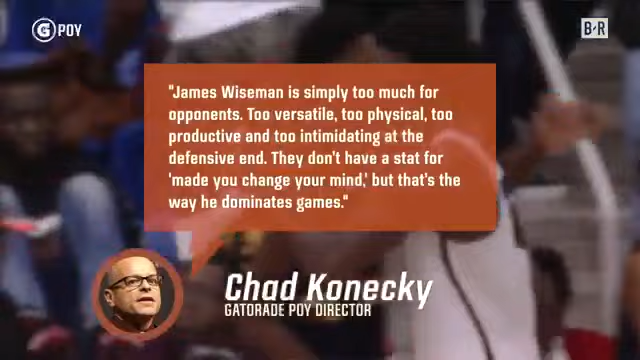 G POY
B·R
"James Wiseman is simply too much for
opponents. Too versatile, too physical, too
productive and too intimidating at the
defensive end. They don't have a stat for
'made you change your mind,' but that's the
way he dominates games."
Chad Konecky
GATORADE POY DIRECTOR